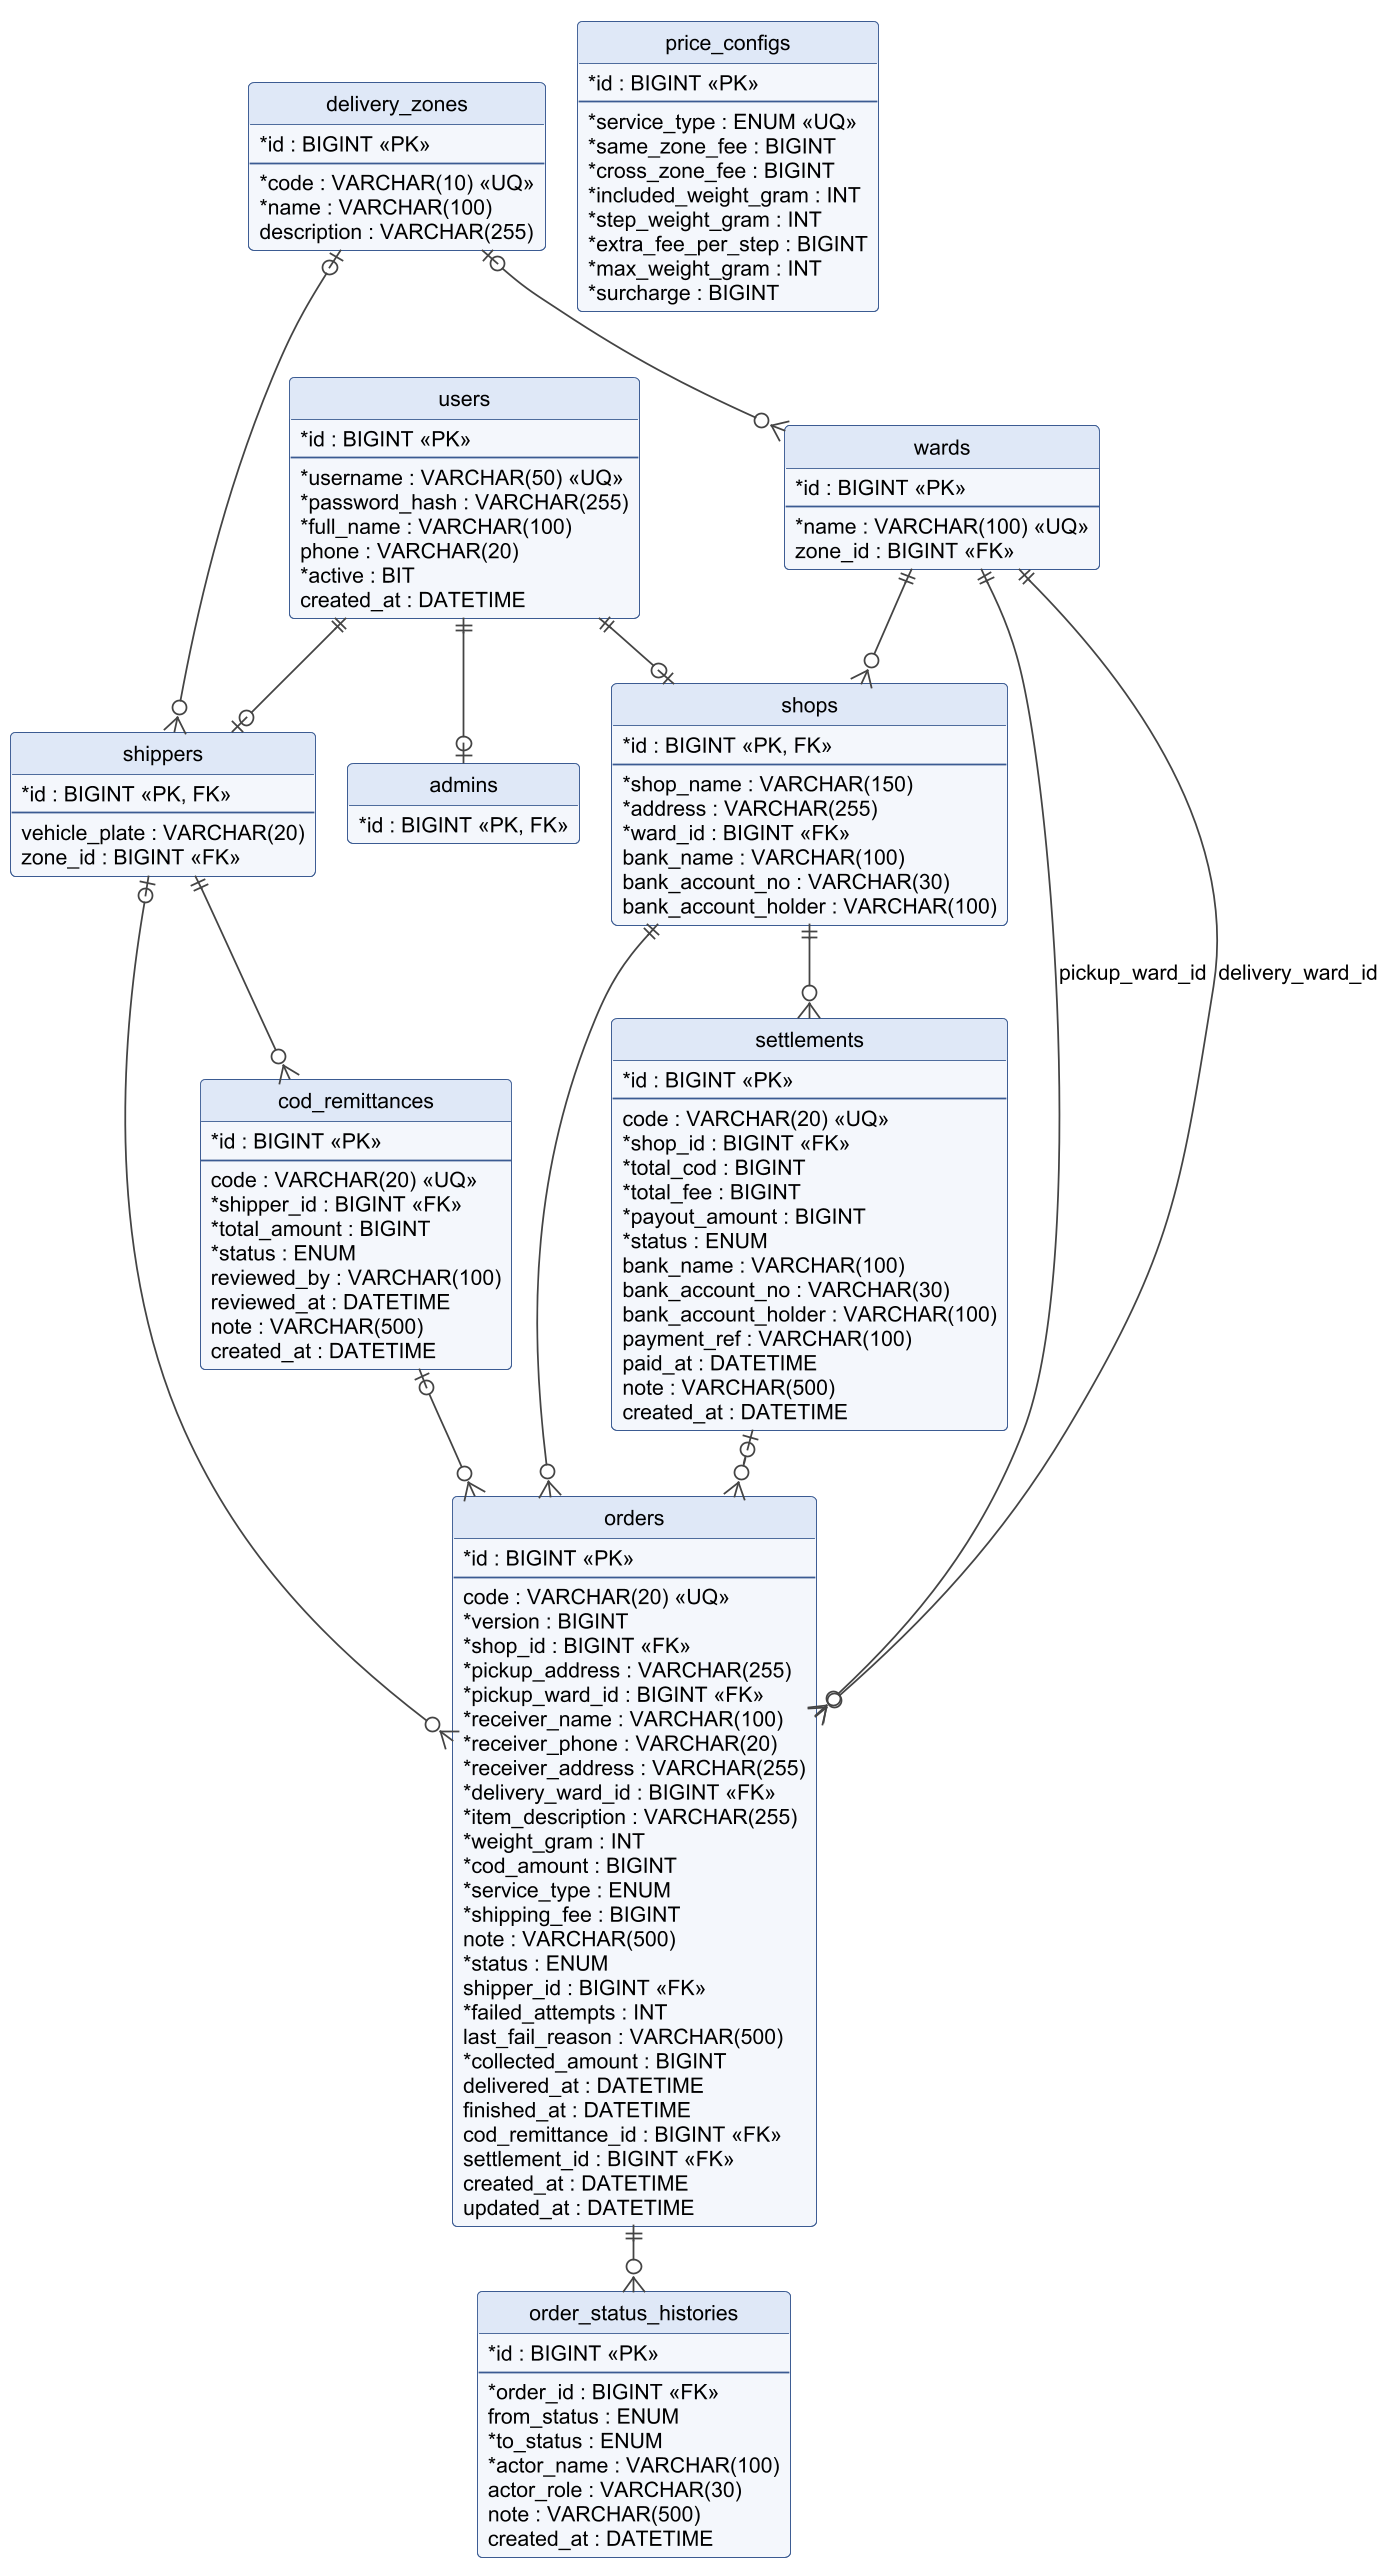 price_configs
*id : BIGINT «PK»
*service_type : ENUM «UQ»
*same_zone_fee : BIGINT
*cross_zone_fee : BIGINT
*included_weight_gram : INT
*step_weight_gram : INT
*extra_fee_per_step : BIGINT
*max_weight_gram : INT
*surcharge : BIGINT
delivery_zones
*id : BIGINT «PK»
*code : VARCHAR(10) «UQ»
*name : VARCHAR(100)
description : VARCHAR(255)
users
*id : BIGINT «PK»
*username : VARCHAR(50) «UQ»
*password_hash : VARCHAR(255)
*full_name : VARCHAR(100)
phone : VARCHAR(20)
*active : BIT
created_at : DATETIME
wards
*id : BIGINT «PK»
*name : VARCHAR(100) «UQ»
zone_id : BIGINT «FK»
shippers
*id : BIGINT «PK, FK»
vehicle_plate : VARCHAR(20)
zone_id : BIGINT «FK»
admins
*id : BIGINT «PK, FK»
shops
*id : BIGINT «PK, FK»
*shop_name : VARCHAR(150)
*address : VARCHAR(255)
*ward_id : BIGINT «FK»
bank_name : VARCHAR(100)
bank_account_no : VARCHAR(30)
bank_account_holder : VARCHAR(100)
pickup_ward_id
delivery_ward_id
cod_remittances
*id : BIGINT «PK»
code : VARCHAR(20) «UQ»
*shipper_id : BIGINT «FK»
*total_amount : BIGINT
*status : ENUM
reviewed_by : VARCHAR(100)
reviewed_at : DATETIME
note : VARCHAR(500)
created_at : DATETIME
settlements
*id : BIGINT «PK»
code : VARCHAR(20) «UQ»
*shop_id : BIGINT «FK»
*total_cod : BIGINT
*total_fee : BIGINT
*payout_amount : BIGINT
*status : ENUM
bank_name : VARCHAR(100)
bank_account_no : VARCHAR(30)
bank_account_holder : VARCHAR(100)
payment_ref : VARCHAR(100)
paid_at : DATETIME
note : VARCHAR(500)
created_at : DATETIME
orders
*id : BIGINT «PK»
code : VARCHAR(20) «UQ»
*version : BIGINT
*shop_id : BIGINT «FK»
*pickup_address : VARCHAR(255)
*pickup_ward_id : BIGINT «FK»
*receiver_name : VARCHAR(100)
*receiver_phone : VARCHAR(20)
*receiver_address : VARCHAR(255)
*delivery_ward_id : BIGINT «FK»
*item_description : VARCHAR(255)
*weight_gram : INT
*cod_amount : BIGINT
*service_type : ENUM
*shipping_fee : BIGINT
note : VARCHAR(500)
*status : ENUM
shipper_id : BIGINT «FK»
*failed_attempts : INT
last_fail_reason : VARCHAR(500)
*collected_amount : BIGINT
delivered_at : DATETIME
finished_at : DATETIME
cod_remittance_id : BIGINT «FK»
settlement_id : BIGINT «FK»
created_at : DATETIME
updated_at : DATETIME
order_status_histories
*id : BIGINT «PK»
*order_id : BIGINT «FK»
from_status : ENUM
*to_status : ENUM
*actor_name : VARCHAR(100)
actor_role : VARCHAR(30)
note : VARCHAR(500)
created_at : DATETIME